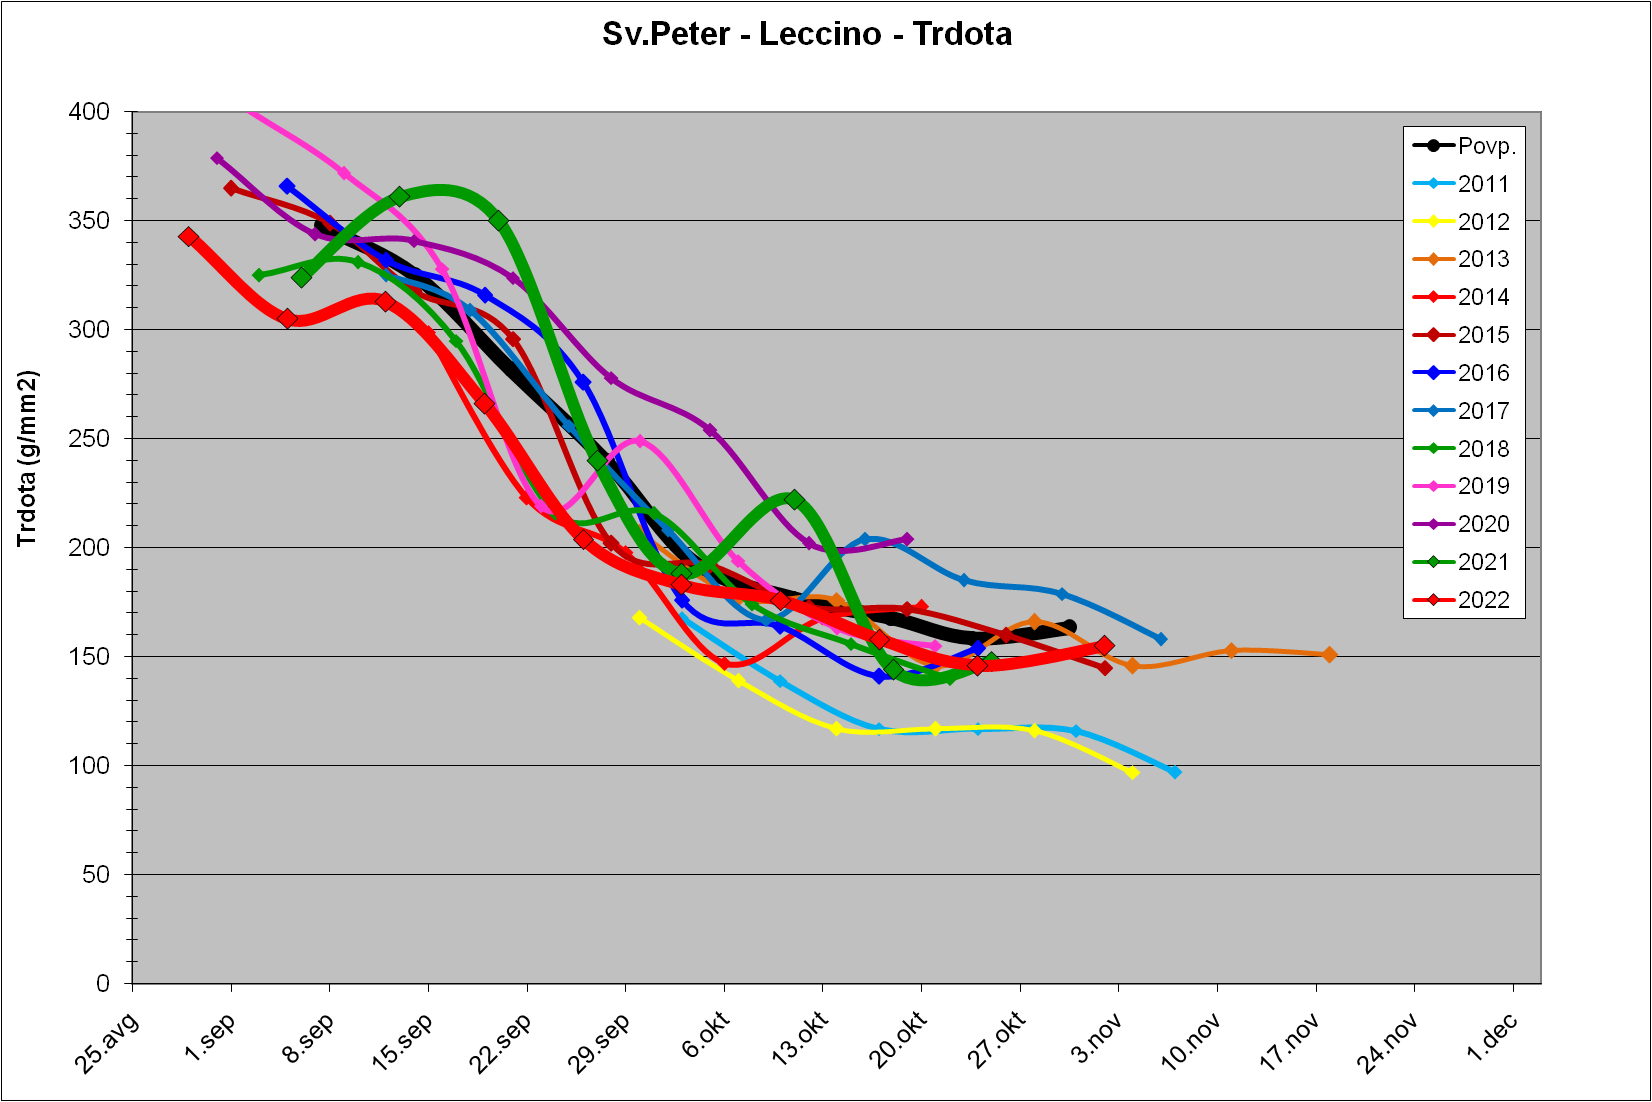 Sv.Peter - Leccino - Trdota
Trdota (g/mm2)
400
350
300
250
200
150
100
50
0
25.avg
1.sep
8.sep
15.sep
22.sep
29.sep
6.okt
13.okt
20.okt
27.okt
3.nov
10.nov
17.nov
24.nov
1.dec
Povp.
2011
2012
2013
2014
2015
2016
2017
2018
2019
2020
2021
2022